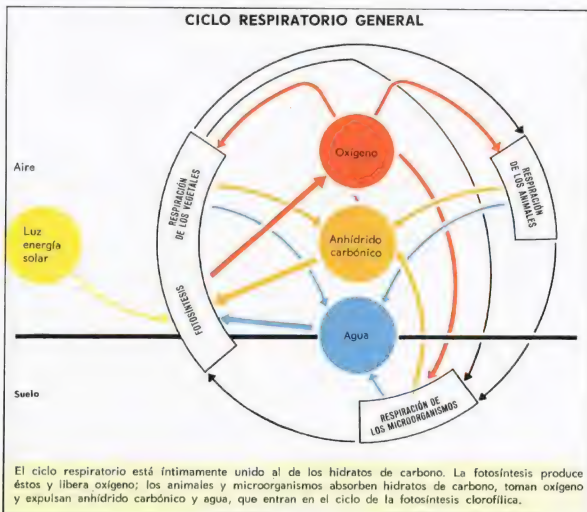 CICLO RESPIRATORIO GENERAL
Oxígeno
Aire
RESPIRACIÓN
DE LOS VEGETALES
RESPIRACIÓN
DE LOS ANIMALES
Luz
energía
solar
Anhídrido
carbónico
FOTOSÍNTESIS
Agua
Suelo
RESPIRACIÓN DE
LOS MICROORGANISMOS
El ciclo respiratorio está íntimamente unido al de los hidratos de carbono. La fotosíntesis produce
éstos y libera oxígeno; los animales y microorganismos absorben hidratos de carbono, toman oxígeno
y expulsan anhídrido carbónico y agua, que entran en el ciclo de la fotosíntesis clorofílica.